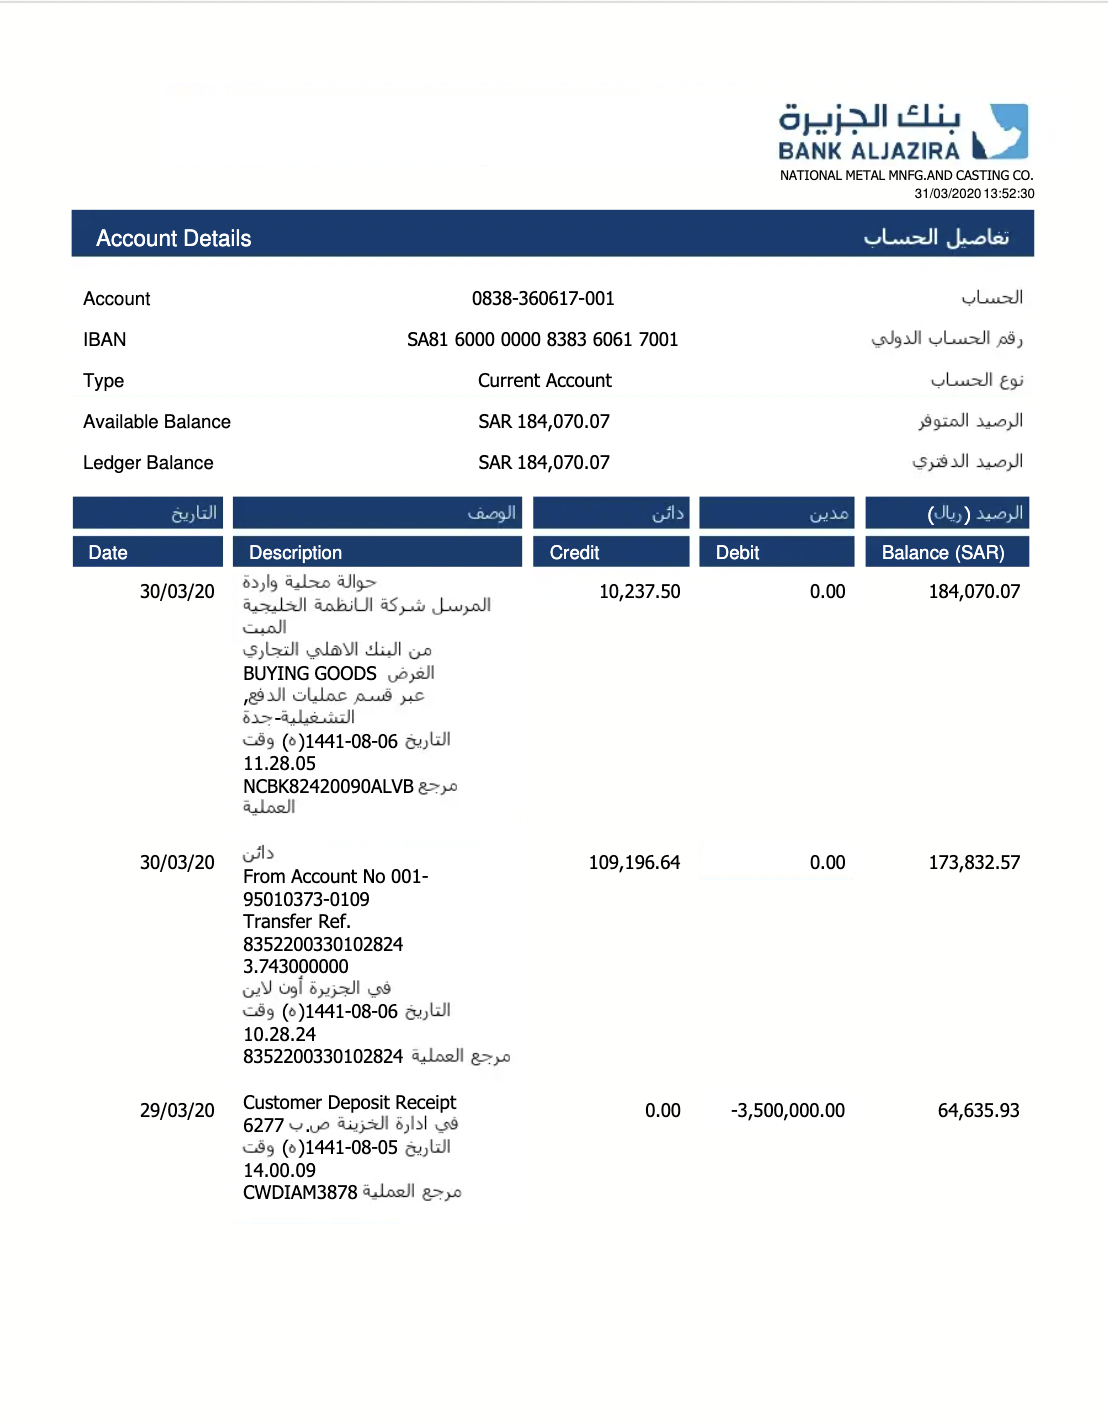 بنك الجزيرة
BANK ALJAZIRA
NATIONAL METAL MNFG.AND CASTING CO.
31/03/2020 13:52:30
Account Details تفاصيل الحساب
Account 0838-360617-001 الحساب
IBAN SA81 6000 0000 8383 6061 7001 رقم الحساب الدولي
Type Current Account نوع الحساب
Available Balance SAR 184,070.07 الرصيد المتوفر
Ledger Balance SAR 184,070.07 الرصيد الدفتري
التاريخ الوصف دائن مدين الرصيد (ريال)
Date Description Credit Debit Balance (SAR)
30/03/20 حوالة محلية واردة 10,237.50 0.00 184,070.07
المرسل شركة الـانظمة الخليجية
المبت
من البنك الاهلي التجاري
الغرض BUYING GOODS
عبر قسم عمليات الدفع,
التشغيلية-جدة
التاريخ 1441-08-06(ه) وقت
11.28.05
NCBK82420090ALVB مرجع
العملية
30/03/20 دائن 109,196.64 0.00 173,832.57
From Account No 001-
95010373-0109
Transfer Ref.
8352200330102824
3.743000000
في الجزيرة أون لاين
التاريخ 1441-08-06(ه) وقت
10.28.24
8352200330102824 مرجع العملية
29/03/20 Customer Deposit Receipt 0.00 -3,500,000.00 64,635.93
في ادارة الخزينة ص.ب 6277
التاريخ 1441-08-05(ه) وقت
14.00.09
CWDIAM3878 مرجع العملية